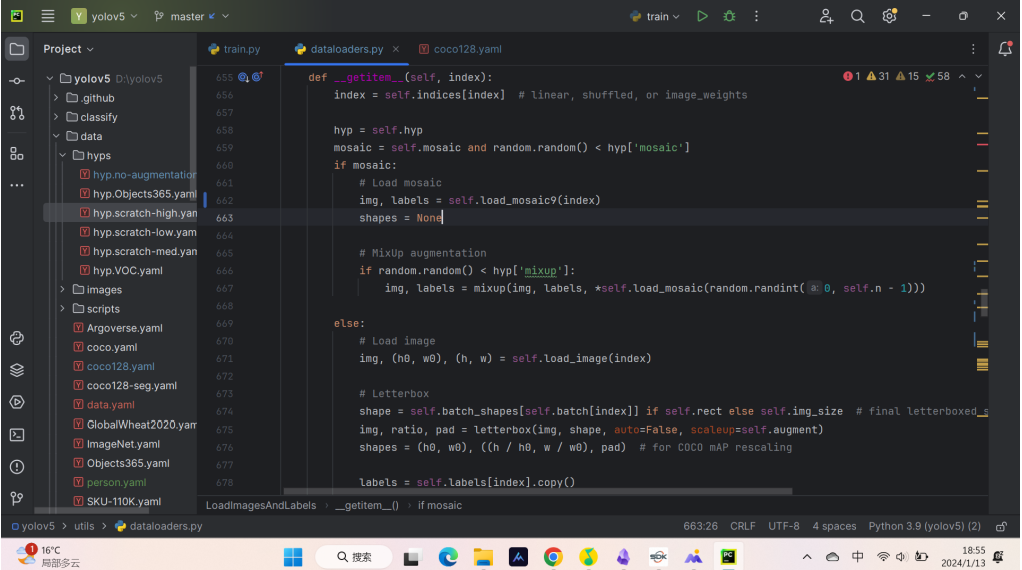 yolov5
master
train
Project
train.py
dataloaders.py
coco128.yaml
yolov5 D:\yolov5
.github
classify
data
hyps
hyp.no-augmentation
hyp.Objects365.yaml
hyp.scratch-high.yam
hyp.scratch-low.yam
hyp.scratch-med.yam
hyp.VOC.yaml
images
scripts
Argoverse.yaml
coco.yaml
coco128.yaml
coco128-seg.yaml
data.yaml
GlobalWheat2020.yam
ImageNet.yaml
Objects365.yaml
person.yaml
SKU-110K.yaml
1 31 15 58
655 def __getitem__(self, index):
656 index = self.indices[index]  # linear, shuffled, or image_weights
657
658 hyp = self.hyp
659 mosaic = self.mosaic and random.random() < hyp['mosaic']
660 if mosaic:
661 # Load mosaic
662 img, labels = self.load_mosaic9(index)
663 shapes = None
664
665 # MixUp augmentation
666 if random.random() < hyp['mixup']:
667 img, labels = mixup(img, labels, *self.load_mosaic(random.randint( a: 0, self.n - 1)))
668
669 else:
670 # Load image
671 img, (h0, w0), (h, w) = self.load_image(index)
672
673 # Letterbox
674 shape = self.batch_shapes[self.batch[index]] if self.rect else self.img_size  # final letterboxed s
675 img, ratio, pad = letterbox(img, shape, auto=False, scaleup=self.augment)
676 shapes = (h0, w0), ((h / h0, w / w0), pad)  # for COCO mAP rescaling
677
678 labels = self.labels[index].copy()
LoadImagesAndLabels > __getitem__() > if mosaic
yolov5 > utils > dataloaders.py
663:26 CRLF UTF-8 4 spaces Python 3.9 (yolov5) (2)
1
16°C
局部多云
搜索
SDK
中
18:55
2024/1/13